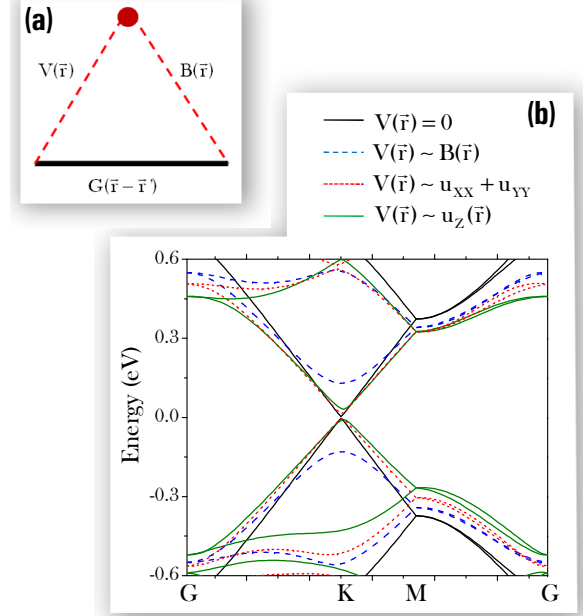 (a)
V(r⃗)
B(r⃗)
G(r⃗ − r⃗ ')
(b)
V(r⃗) = 0
V(r⃗) ~ B(r⃗)
V(r⃗) ~ u_XX + u_YY
V(r⃗) ~ u_Z(r⃗)
0.6
0.3
0.0
-0.3
-0.6
Energy (eV)
G K M G